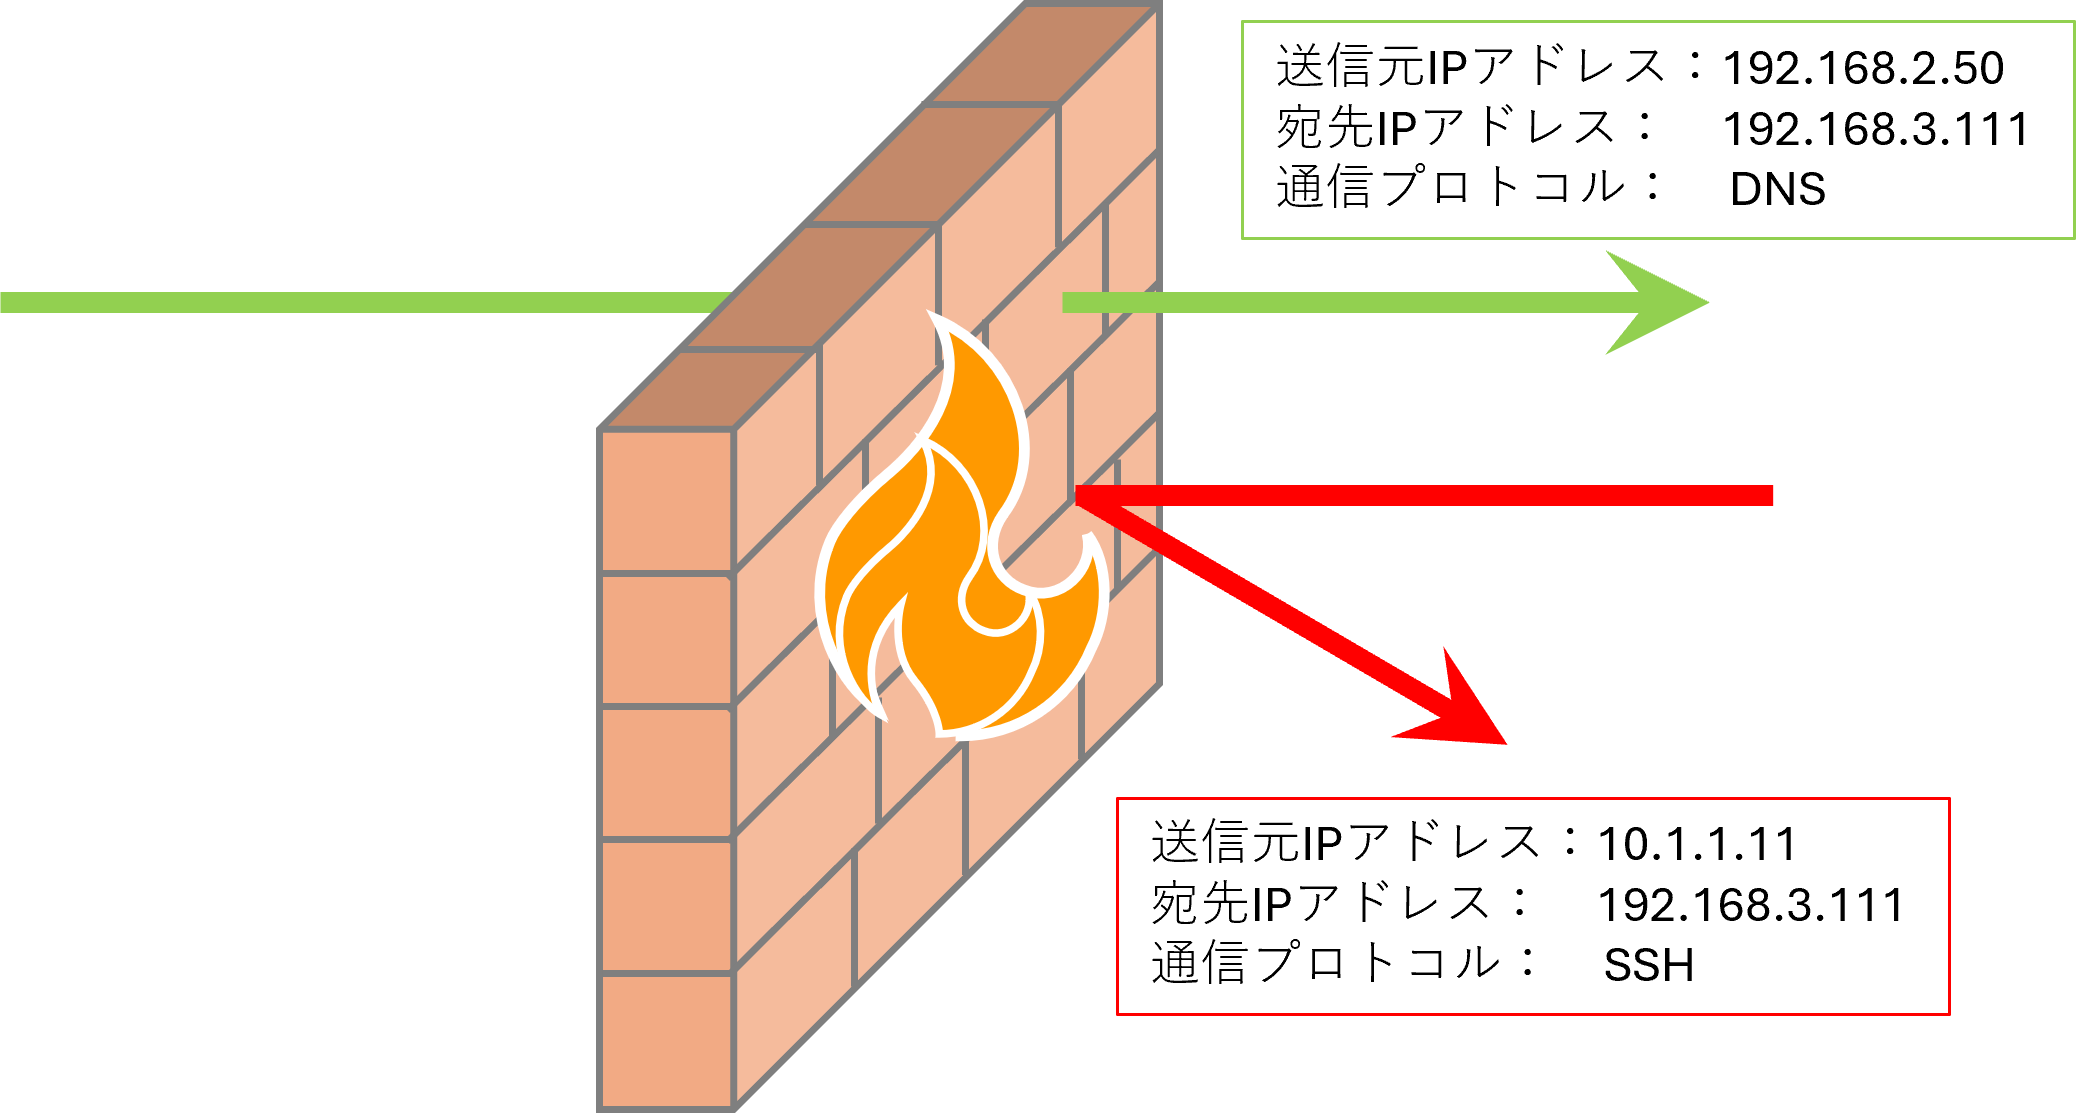 送信元IPアドレス：192.168.2.50
宛先IPアドレス：　192.168.3.111
通信プロトコル：　DNS
送信元IPアドレス：10.1.1.11
宛先IPアドレス：　192.168.3.111
通信プロトコル：　SSH